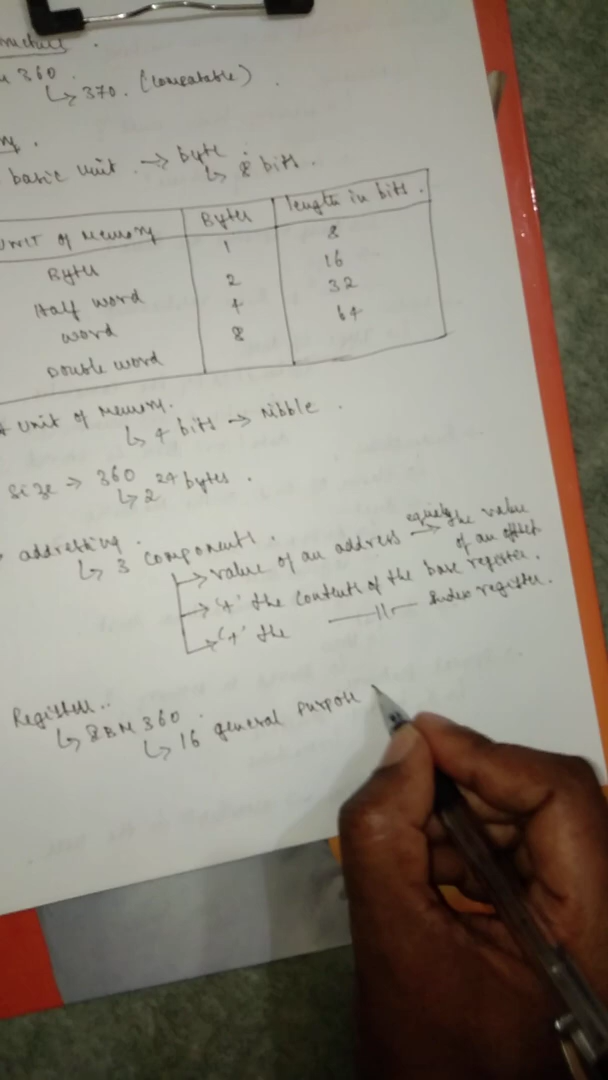 360.
↳ 370. (Compatable).
basic unit. → byte.
↳ 8 bits.
Unit of Memory Bytes length in bits.
Byte 1 8
Half word 2 16
word 4 32
Double word 8 64
unit of Memory.
↳ 4 bits → Nibble.
Size → 360 24 bytes.
↳ 2
addressing.
↳ 3 components.
→ value of an address equals → the value of an offset
→ '+' the contents of the base register.
→ '+' the —11— Index register.
Register..
↳ IBM 360.
↳ 16 general purpose